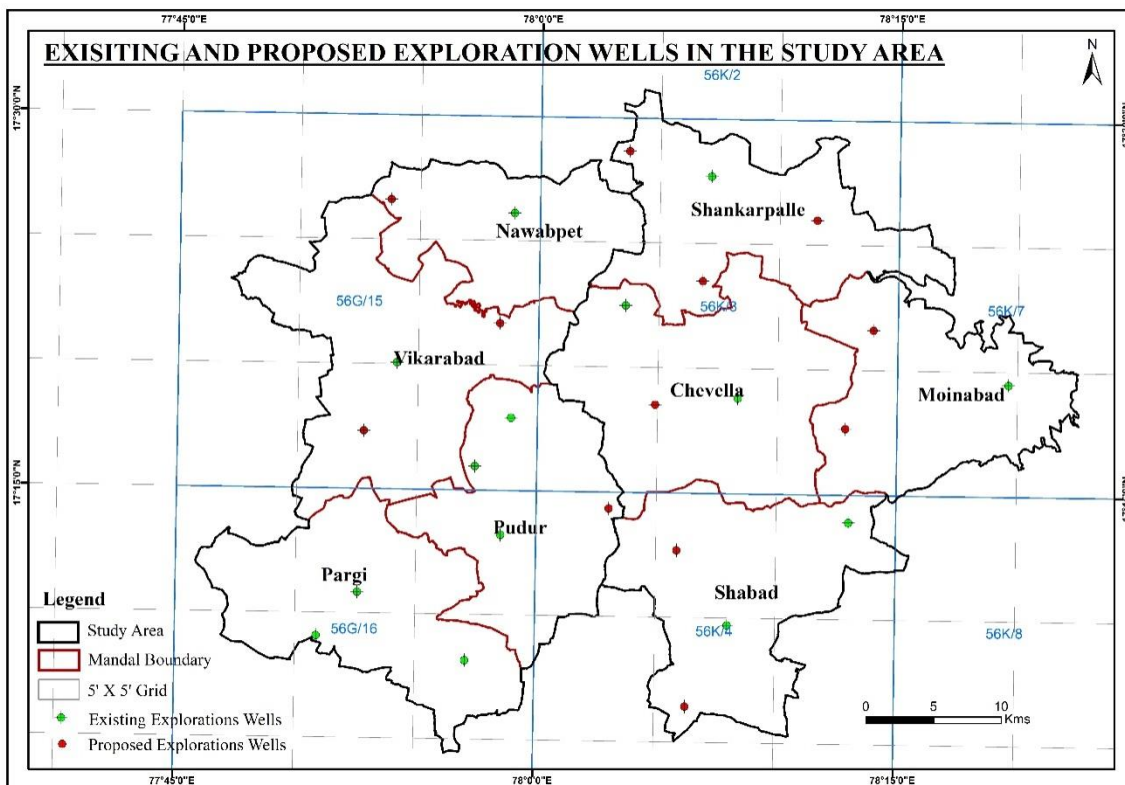 77°45'0"E 78°0'0"E 78°15'0"E
EXISITING AND PROPOSED EXPLORATION WELLS IN THE STUDY AREA
N
56K/2
17°30'0"N
Shankarpalle
Nawabpet
56G/15
56K/3
56K/7
Vikarabad
Chevella
Moinabad
17°15'0"N
Pudur
Pargi
Shabad
56G/16
56K/4
56K/8
Legend
Study Area
Mandal Boundary
5' X 5' Grid
Existing Explorations Wells
Proposed Explorations Wells
0 5 10
Kms
77°45'0"E 78°0'0"E 78°15'0"E